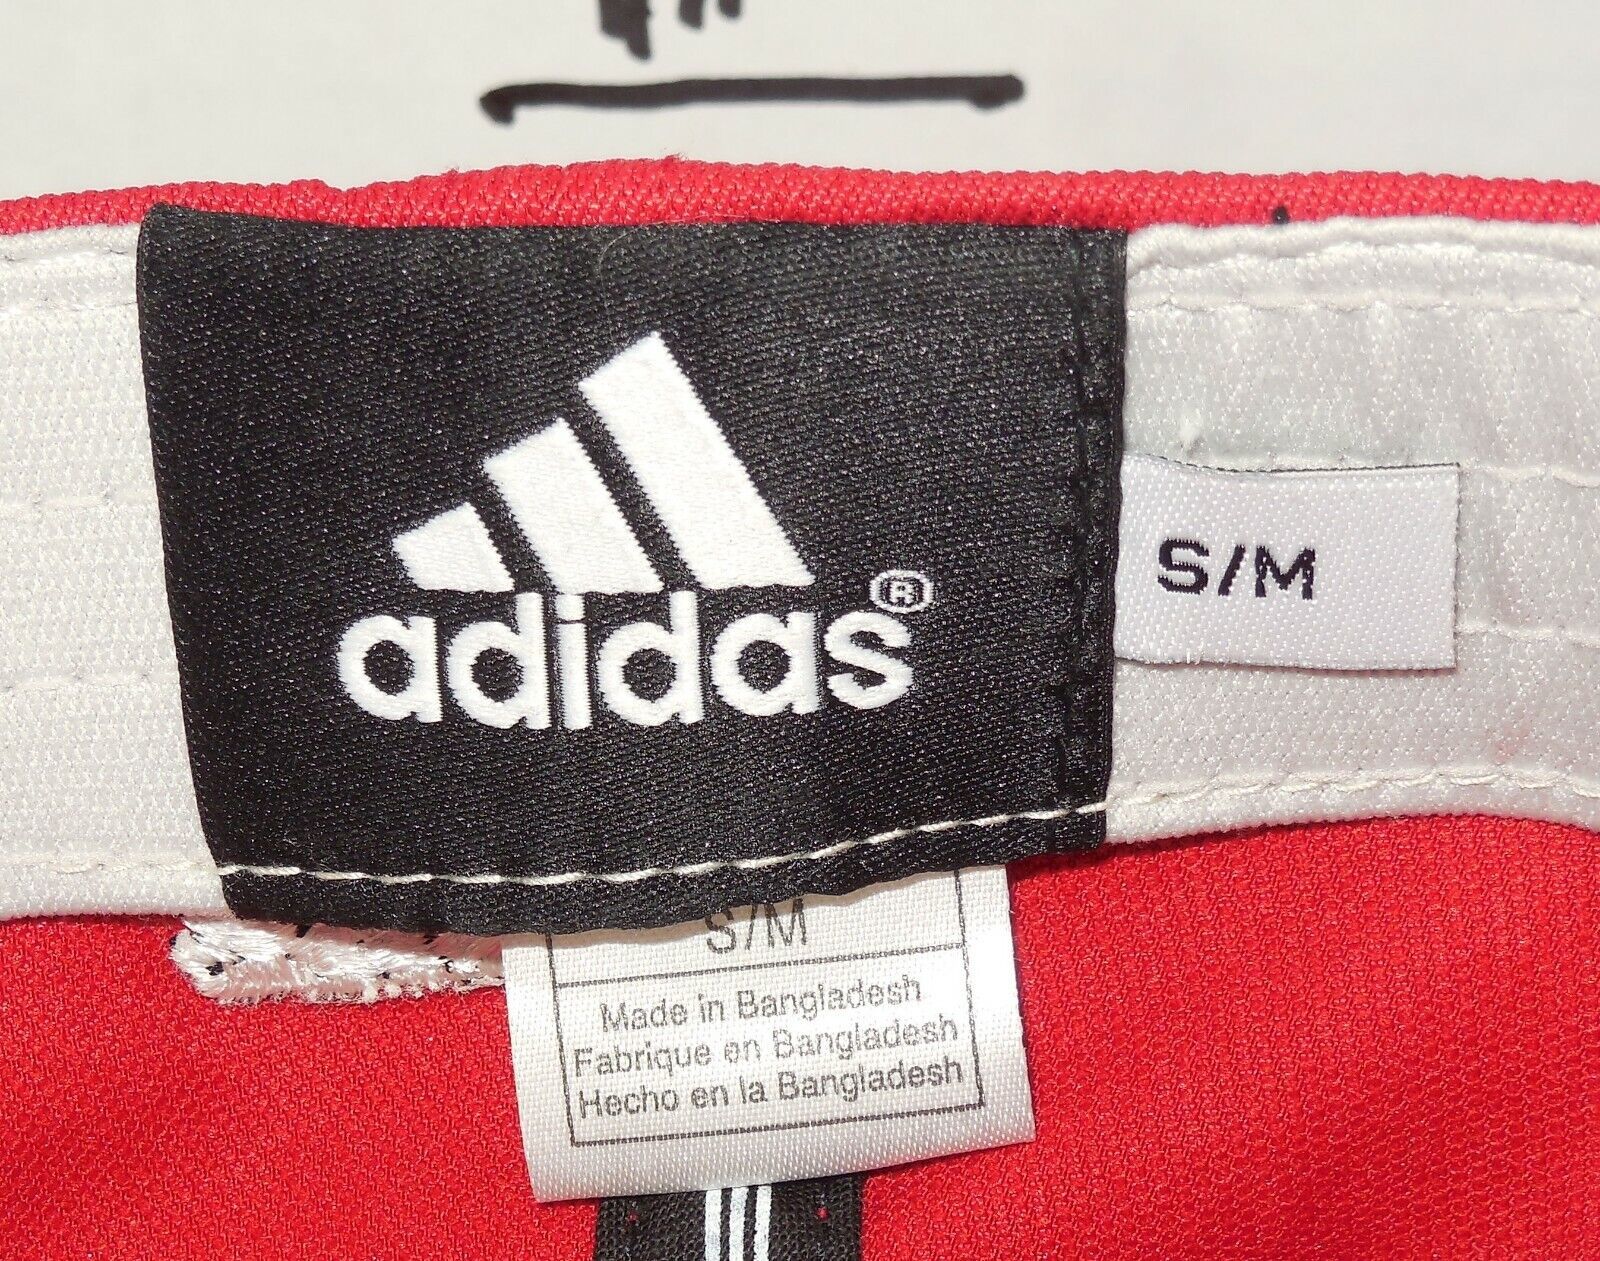 adidas®
S/M
S/M
Made in Bangladesh
Fabrique en Bangladesh
Hecho en la Bangladesh